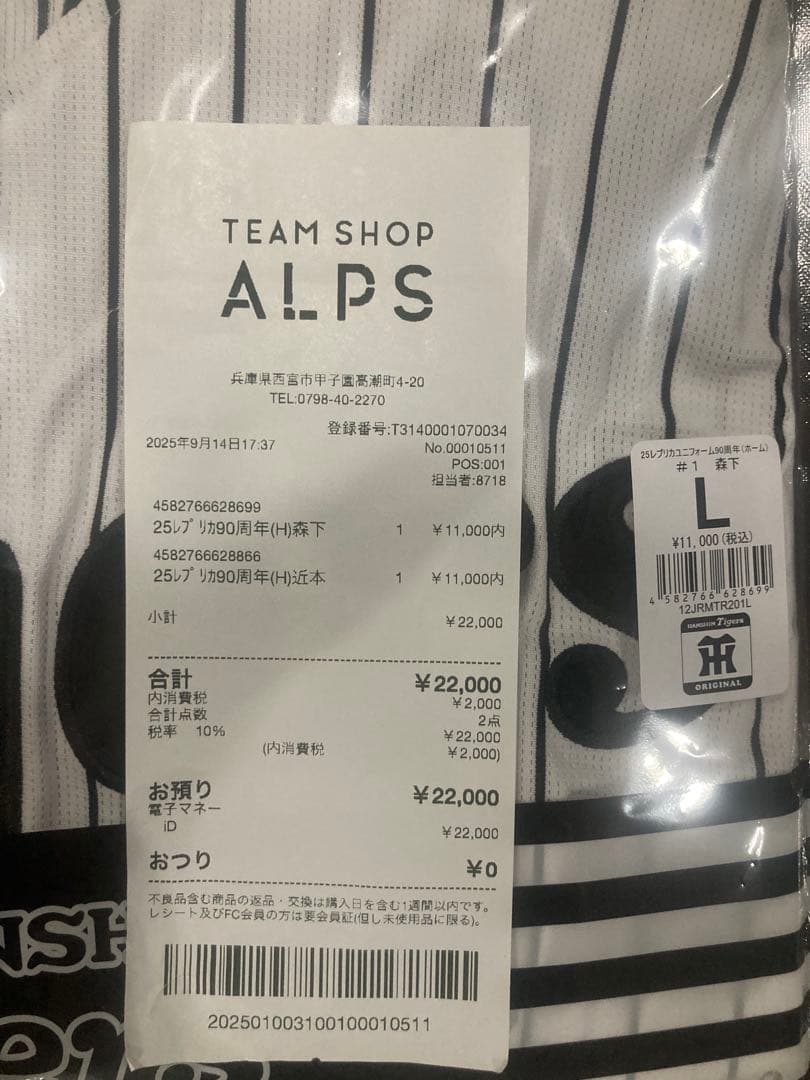 TEAM SHOP
ALPS
兵庫県西宮市甲子園高潮町4-20
TEL:0798-40-2270
登録番号:T3140001070034
2025年9月14日17:37
No.00010511
POS:001
担当者:8718
4582766628699
25ﾚﾌﾟﾘｶ90周年(H)森下 1 ¥11,000内
4582766628866
25ﾚﾌﾟﾘｶ90周年(H)近本 1 ¥11,000内
小計 ¥22,000
合計 ¥22,000
内消費税 ¥2,000
合計点数 2点
税率 10% ¥22,000
(内消費税 ¥2,000)
お預り ¥22,000
電子マネー
iD ¥22,000
おつり ¥0
不良品含む商品の返品・交換は購入日を含む1週間以内です。
レシート及びFC会員の方は要会員証(但し未使用品に限る)。
202501003100100010511
25レプリカユニフォーム90周年(ホーム)
#1 森下
L
¥11,000(税込)
4 582766 628699
12JRMTR201L
HANSHIN Tigers
ORIGINAL
NSH
ers